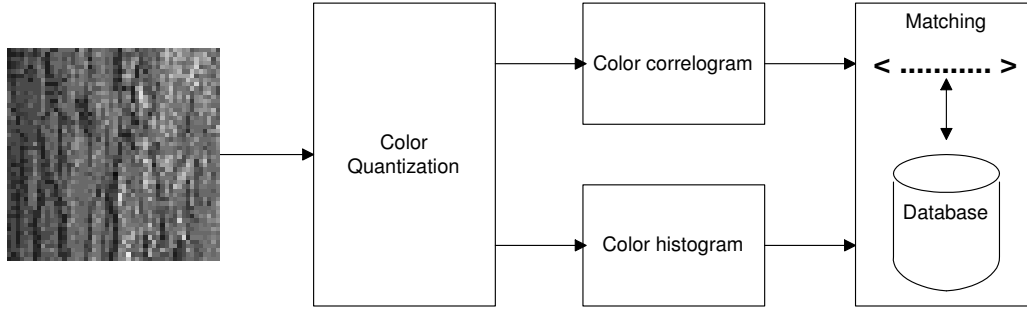 Color
Quantization
Color correlogram
Color histogram
Matching
< ........... >
Database